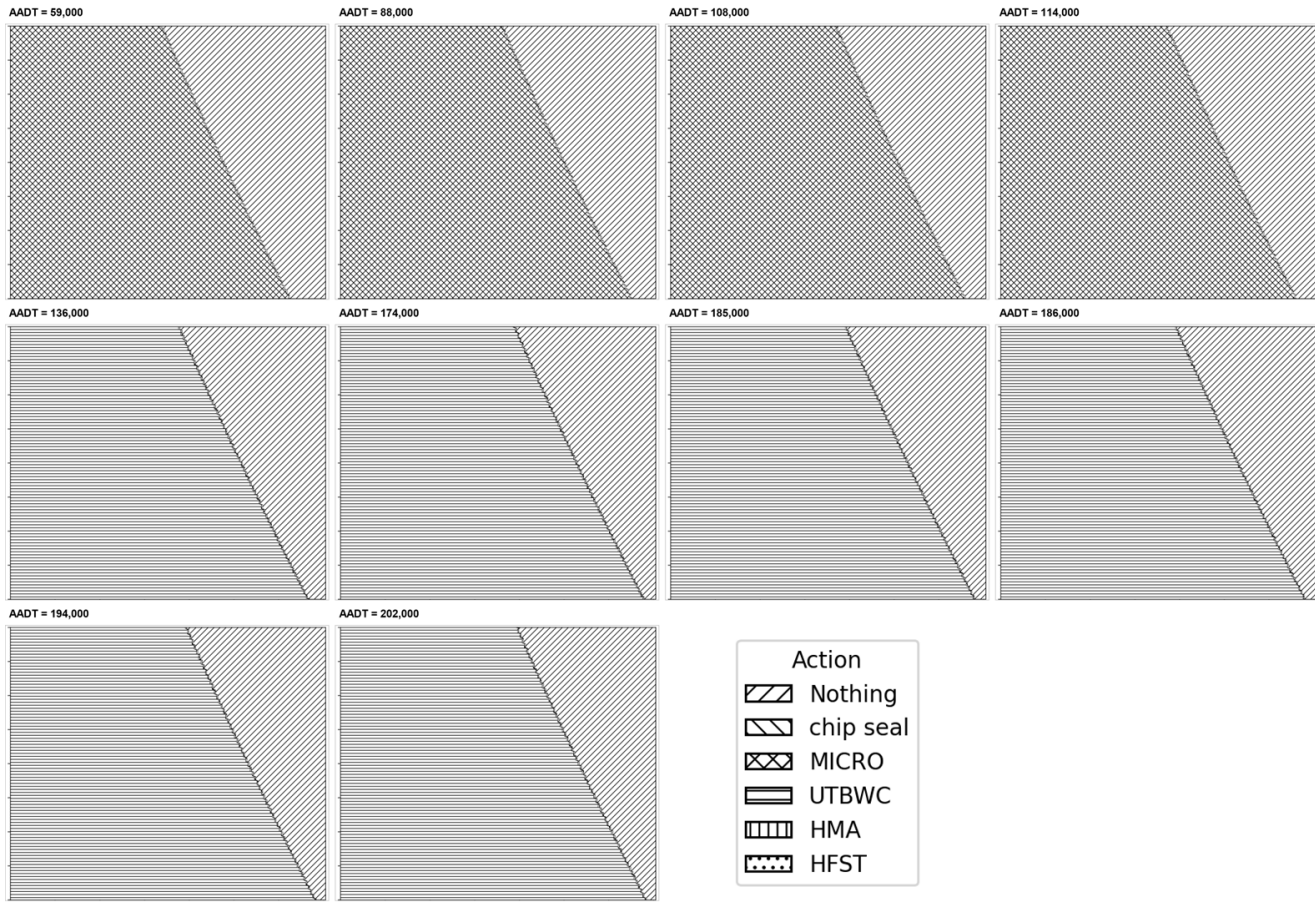 AADT = 59,000
AADT = 88,000
AADT = 108,000
AADT = 114,000
AADT = 136,000
AADT = 174,000
AADT = 185,000
AADT = 186,000
AADT = 194,000
AADT = 202,000
Action
Nothing
chip seal
MICRO
UTBWC
HMA
HFST